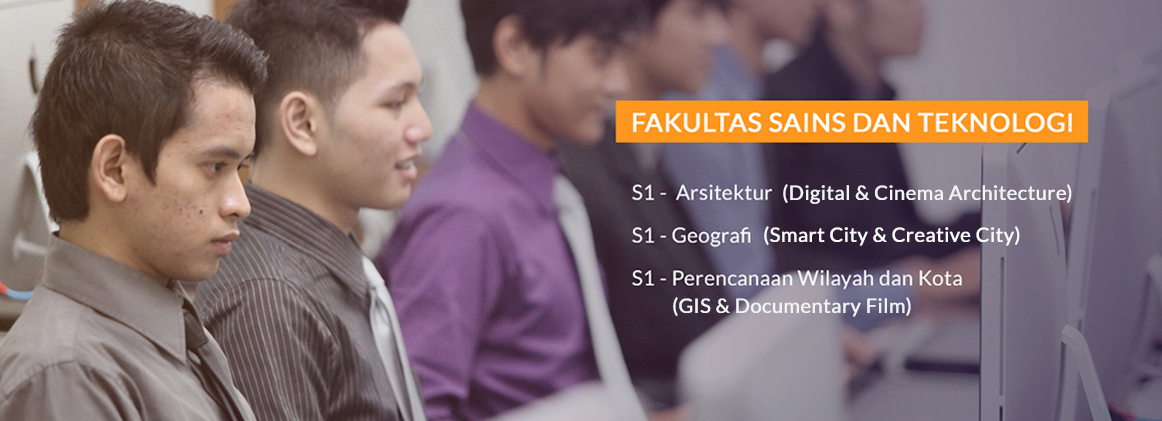 FAKULTAS SAINS DAN TEKNOLOGI
S1 - Arsitektur (Digital & Cinema Architecture)
S1 - Geografi (Smart City & Creative City)
S1 - Perencanaan Wilayah dan Kota
(GIS & Documentary Film)